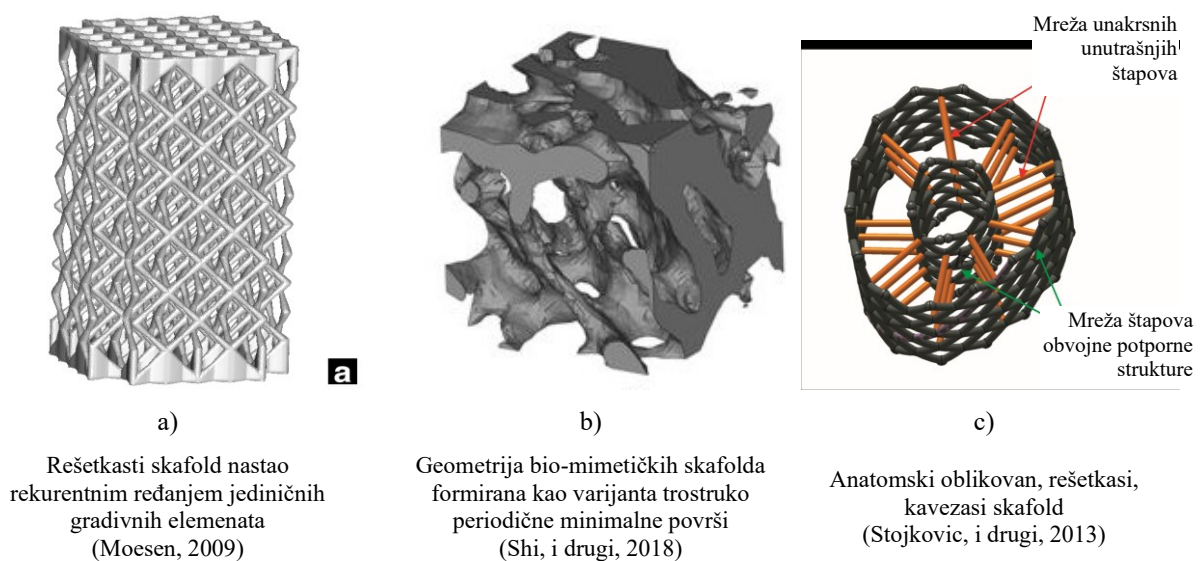 Mreža unakrsnih
unutrašnjih
štapova
Mreža štapova
obvojne potporne
strukture
a
a)
Rešetkasti skafold nastao
rekurentnim ređanjem jediničnih
gradivnih elemenata
(Moesen, 2009)
b)
Geometrija bio-mimetičkih skafolda
formirana kao varijanta trostruko
periodične minimalne površi
(Shi, i drugi, 2018)
c)
Anatomski oblikovan, rešetkasi,
kavezasi skafold
(Stojkovic, i drugi, 2013)